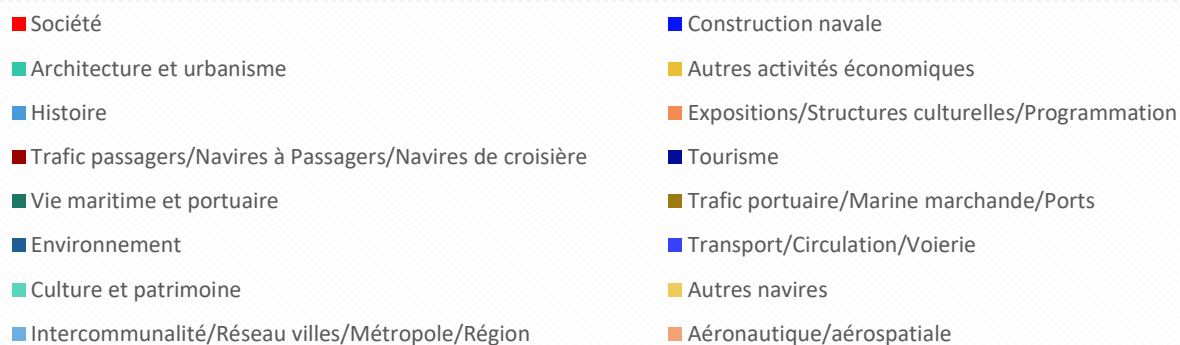 Société
Construction navale
Architecture et urbanisme
Autres activités économiques
Histoire
Expositions/Structures culturelles/Programmation
Trafic passagers/Navires à Passagers/Navires de croisière
Tourisme
Vie maritime et portuaire
Trafic portuaire/Marine marchande/Ports
Environnement
Transport/Circulation/Voierie
Culture et patrimoine
Autres navires
Intercommunalité/Réseau villes/Métropole/Région
Aéronautique/aérospatiale